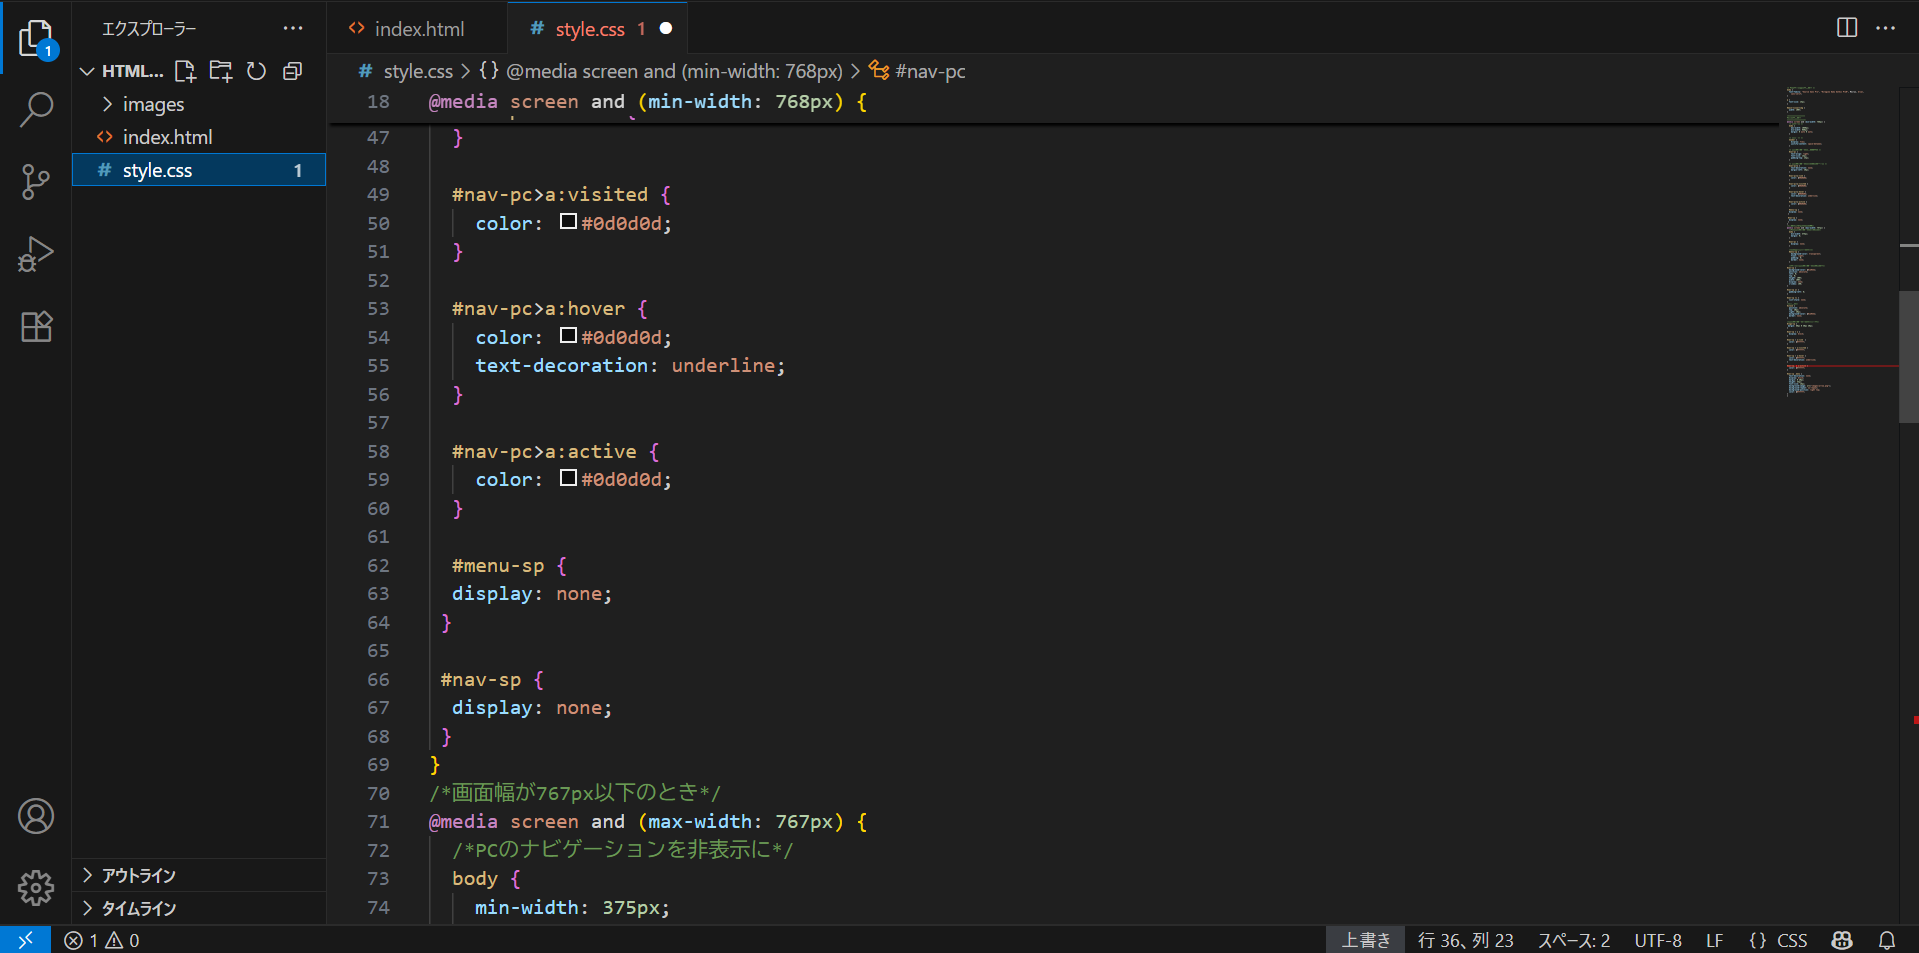 エクスプローラー
index.html
# style.css 1
HTML...
# style.css > {} @media screen and (min-width: 768px) > #nav-pc
images
index.html
# style.css 1
1
18 @media screen and (min-width: 768px) {
47 }
48
49 #nav-pc>a:visited {
50 color: #0d0d0d;
51 }
52
53 #nav-pc>a:hover {
54 color: #0d0d0d;
55 text-decoration: underline;
56 }
57
58 #nav-pc>a:active {
59 color: #0d0d0d;
60 }
61
62 #menu-sp {
63 display: none;
64 }
65
66 #nav-sp {
67 display: none;
68 }
69 }
70 /*画面幅が767px以下のとき*/
71 @media screen and (max-width: 767px) {
72 /*PCのナビゲーションを非表示に*/
73 body {
74 min-width: 375px;
アウトライン
タイムライン
1 0
上書き 行 36、列 23 スペース: 2 UTF-8 LF {} CSS